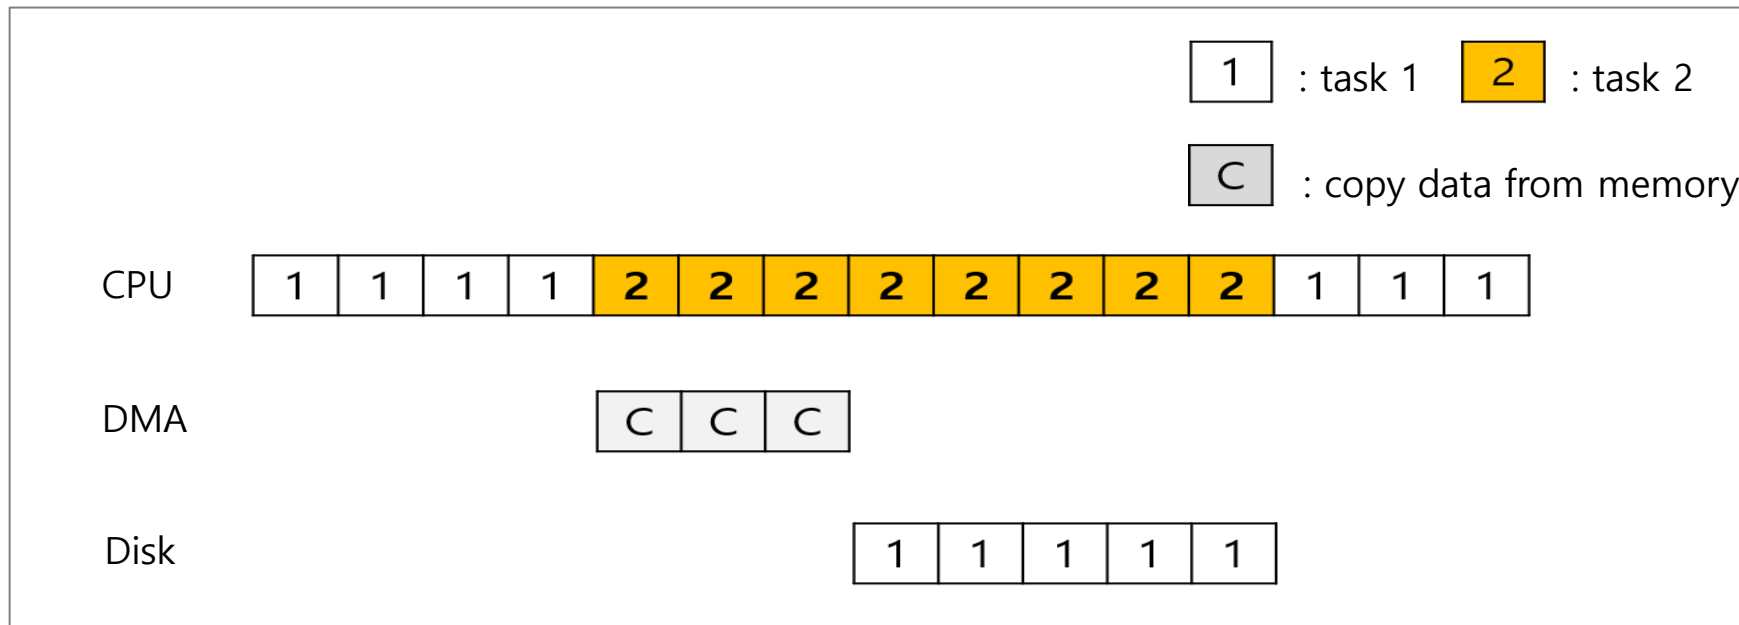 1 : task 1 2 : task 2
C : copy data from memory
CPU 1 1 1 1 2 2 2 2 2 2 2 2 1 1 1
DMA C C C
Disk 1 1 1 1 1